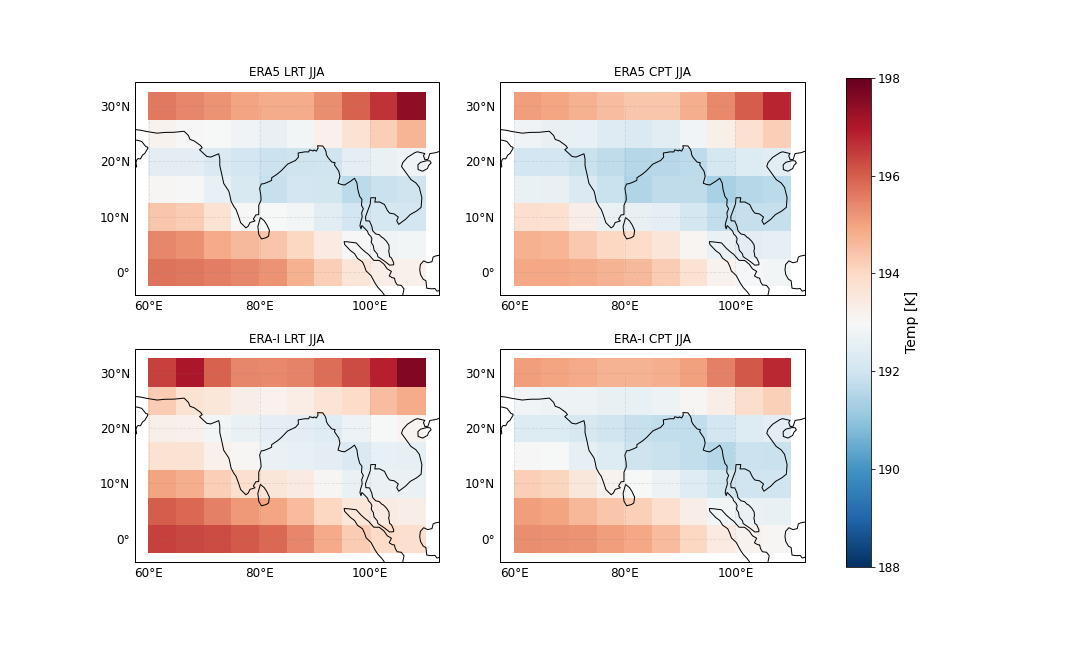 ERA5 LRT JJA
ERA5 CPT JJA
30°N
20°N
10°N
0°
60°E 80°E 100°E
30°N
20°N
10°N
0°
60°E 80°E 100°E
ERA-I LRT JJA
ERA-I CPT JJA
30°N
20°N
10°N
0°
60°E 80°E 100°E
30°N
20°N
10°N
0°
60°E 80°E 100°E
198
196
194
192
190
188
Temp [K]